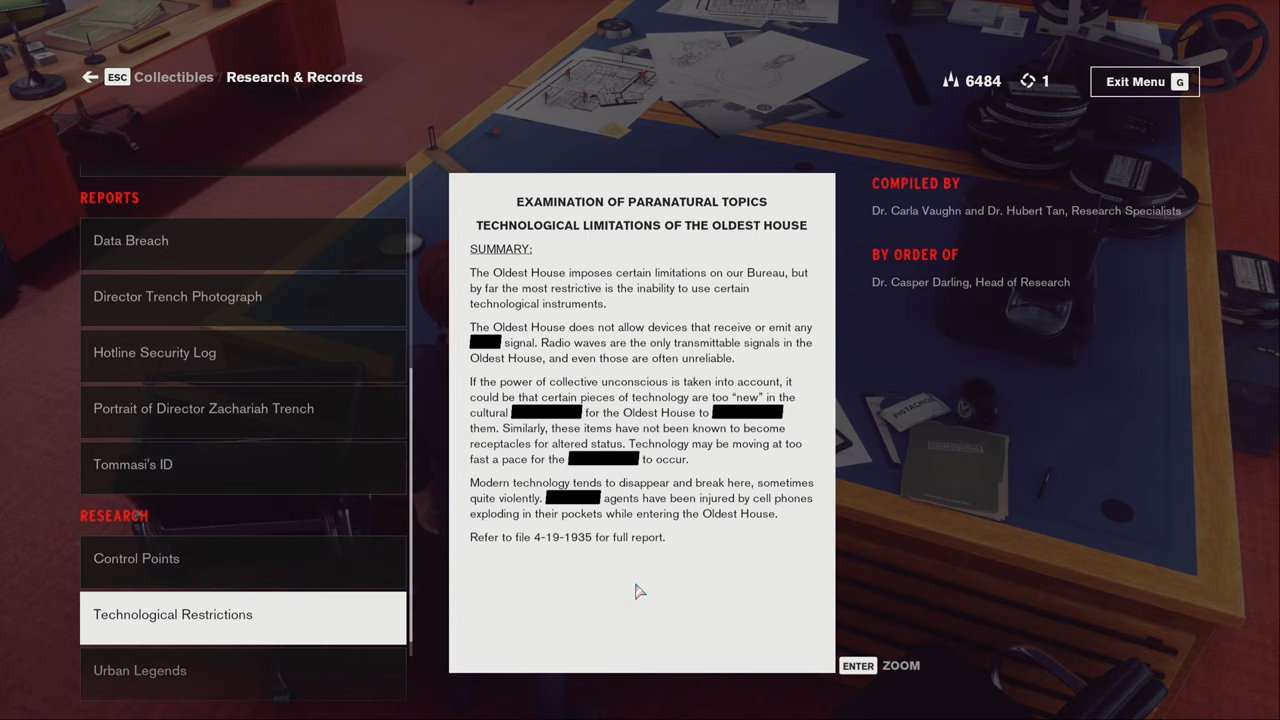 ESC Collectibles / Research & Records
6484
1
Exit Menu G
REPORTS
Data Breach
Director Trench Photograph
Hotline Security Log
Portrait of Director Zachariah Trench
Tommasi's ID
RESEARCH
Control Points
Technological Restrictions
Urban Legends
EXAMINATION OF PARANATURAL TOPICS
TECHNOLOGICAL LIMITATIONS OF THE OLDEST HOUSE
SUMMARY:
The Oldest House imposes certain limitations on our Bureau, but
by far the most restrictive is the inability to use certain
technological instruments.
The Oldest House does not allow devices that receive or emit any
signal. Radio waves are the only transmittable signals in the
Oldest House, and even those are often unreliable.
If the power of collective unconscious is taken into account, it
could be that certain pieces of technology are too “new” in the
cultural for the Oldest House to
them. Similarly, these items have not been known to become
receptacles for altered status. Technology may be moving at too
fast a pace for the to occur.
Modern technology tends to disappear and break here, sometimes
quite violently. agents have been injured by cell phones
exploding in their pockets while entering the Oldest House.
Refer to file 4-19-1935 for full report.
ENTER ZOOM
COMPILED BY
Dr. Carla Vaughn and Dr. Hubert Tan, Research Specialists
BY ORDER OF
Dr. Casper Darling, Head of Research